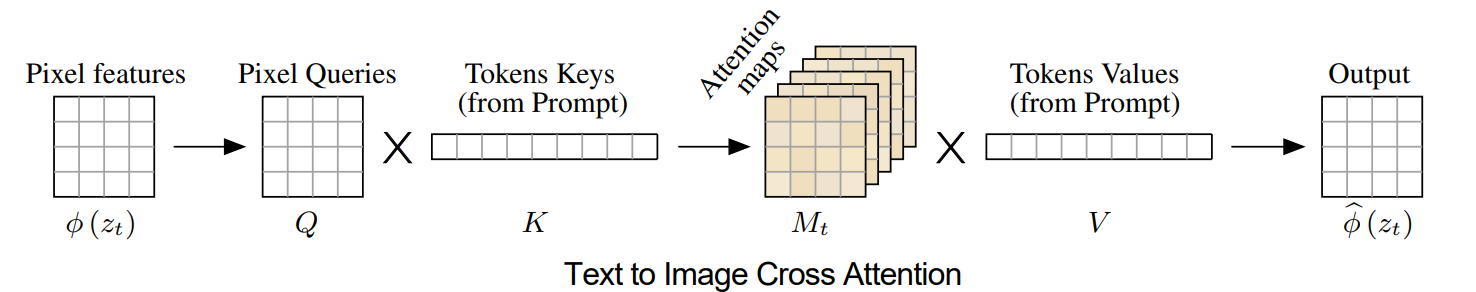 Pixel features
Pixel Queries
Tokens Keys
(from Prompt)
Attention
maps
Tokens Values
(from Prompt)
Output
X
X
ϕ (z_t)
Q
K
M_t
V
ϕ̂ (z_t)
Text to Image Cross Attention